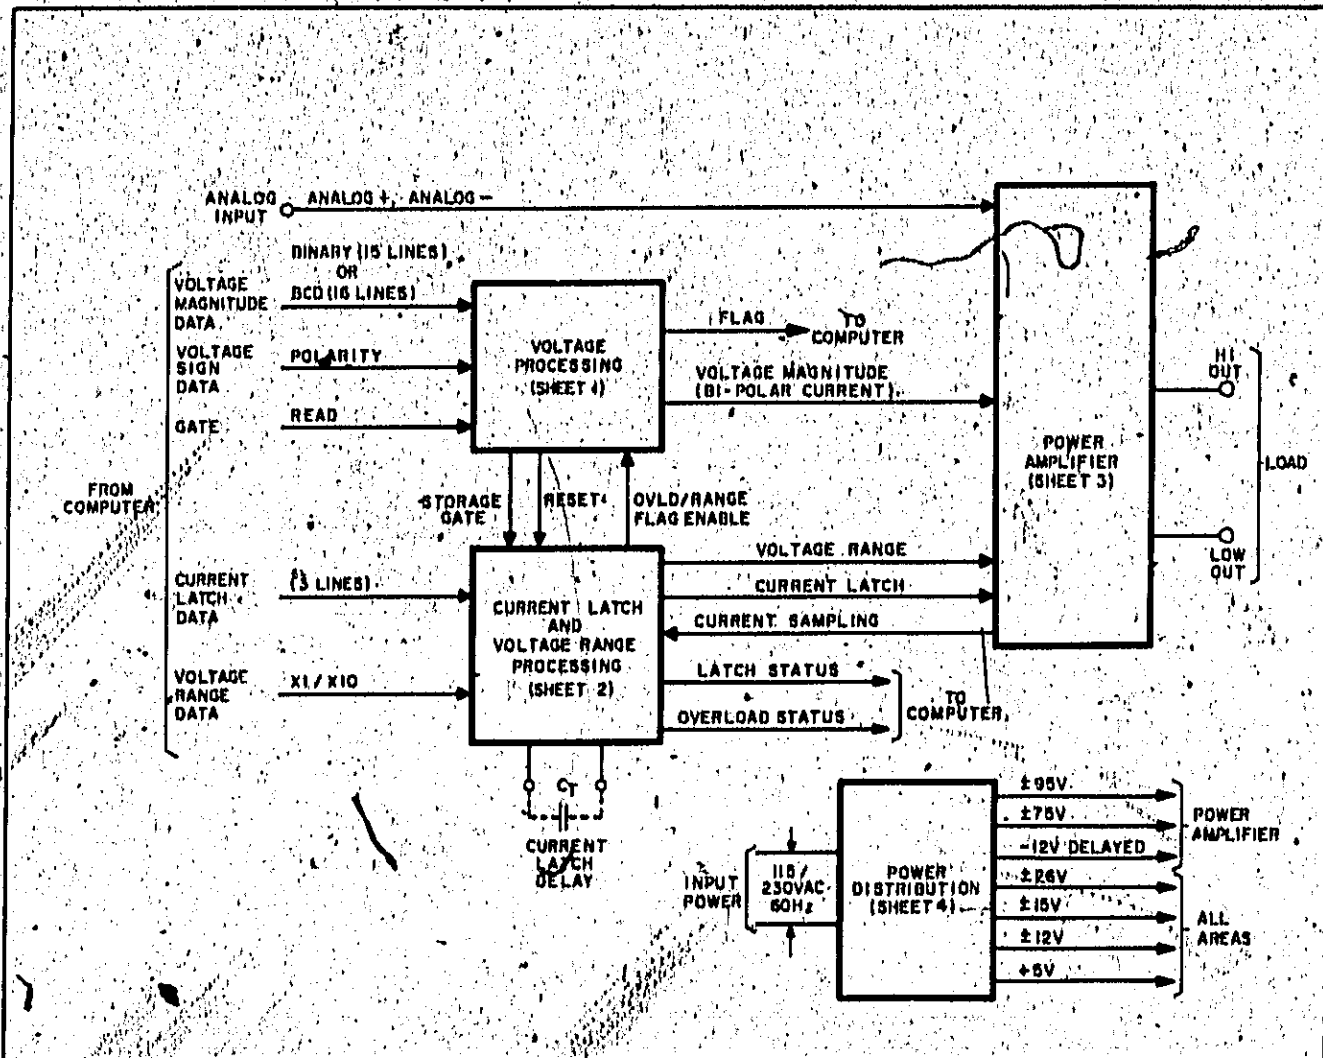 ANALOG
INPUT
ANALOG +, ANALOG -
BINARY (15 LINES)
OR
BCD (16 LINES)
VOLTAGE
MAGNITUDE
DATA
VOLTAGE
SIGN
DATA
POLARITY
GATE
READ
FROM
COMPUTER
VOLTAGE
PROCESSING
(SHEET 1)
FLAG
TO
COMPUTER
VOLTAGE MAGNITUDE
(BI-POLAR CURRENT)
STORAGE
GATE
RESET
OVLD/RANGE
FLAG ENABLE
POWER
AMPLIFIER
(SHEET 3)
HI
OUT
LOAD
LOW
OUT
CURRENT
LATCH
DATA
(3 LINES)
VOLTAGE
RANGE
DATA
X1/X10
CURRENT LATCH
AND
VOLTAGE RANGE
PROCESSING
(SHEET 2)
VOLTAGE RANGE
CURRENT LATCH
CURRENT SAMPLING
LATCH STATUS
OVERLOAD STATUS
TO
COMPUTER
CT
CURRENT
LATCH
DELAY
INPUT
POWER
115/
230VAC
60Hz
POWER
DISTRIBUTION
(SHEET 4)
±95V
±75V
-12V DELAYED
±26V
±15V
±12V
+5V
POWER
AMPLIFIER
ALL
AREAS